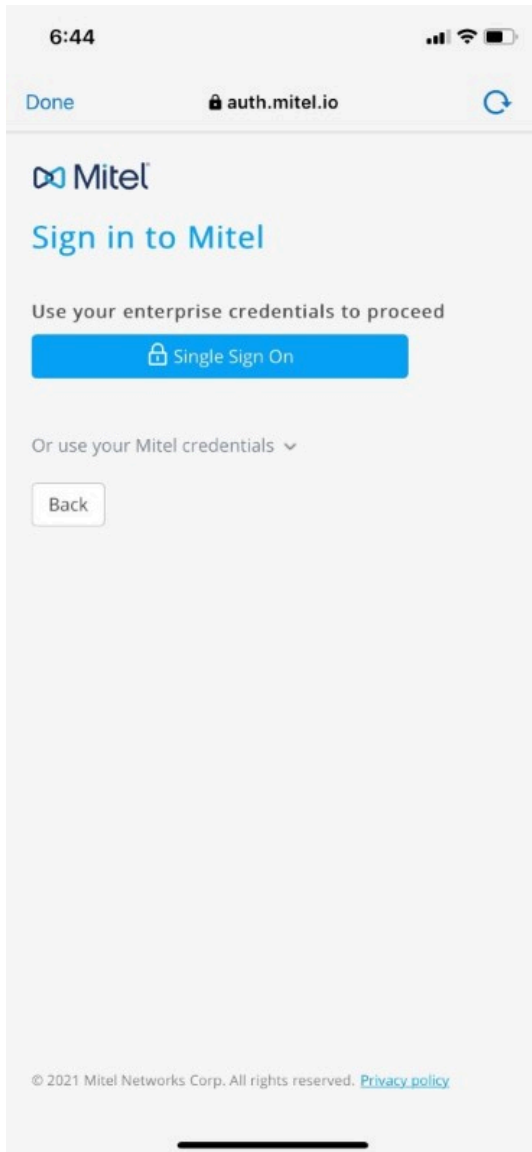 6:44
Done auth.mitel.io
Mitel
Sign in to Mitel
Use your enterprise credentials to proceed
Single Sign On
Or use your Mitel credentials
Back
© 2021 Mitel Networks Corp. All rights reserved. Privacy policy